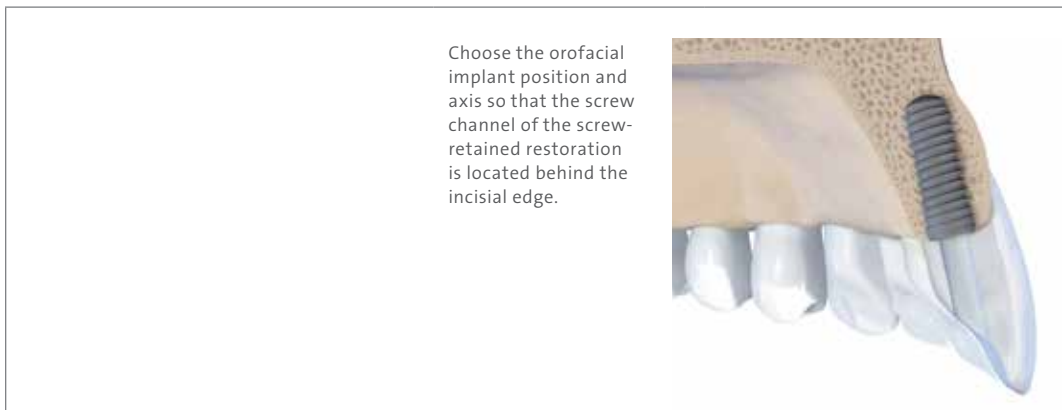 Choose the orofacial
implant position and
axis so that the screw
channel of the screw-
retained restoration
is located behind the
incisial edge.